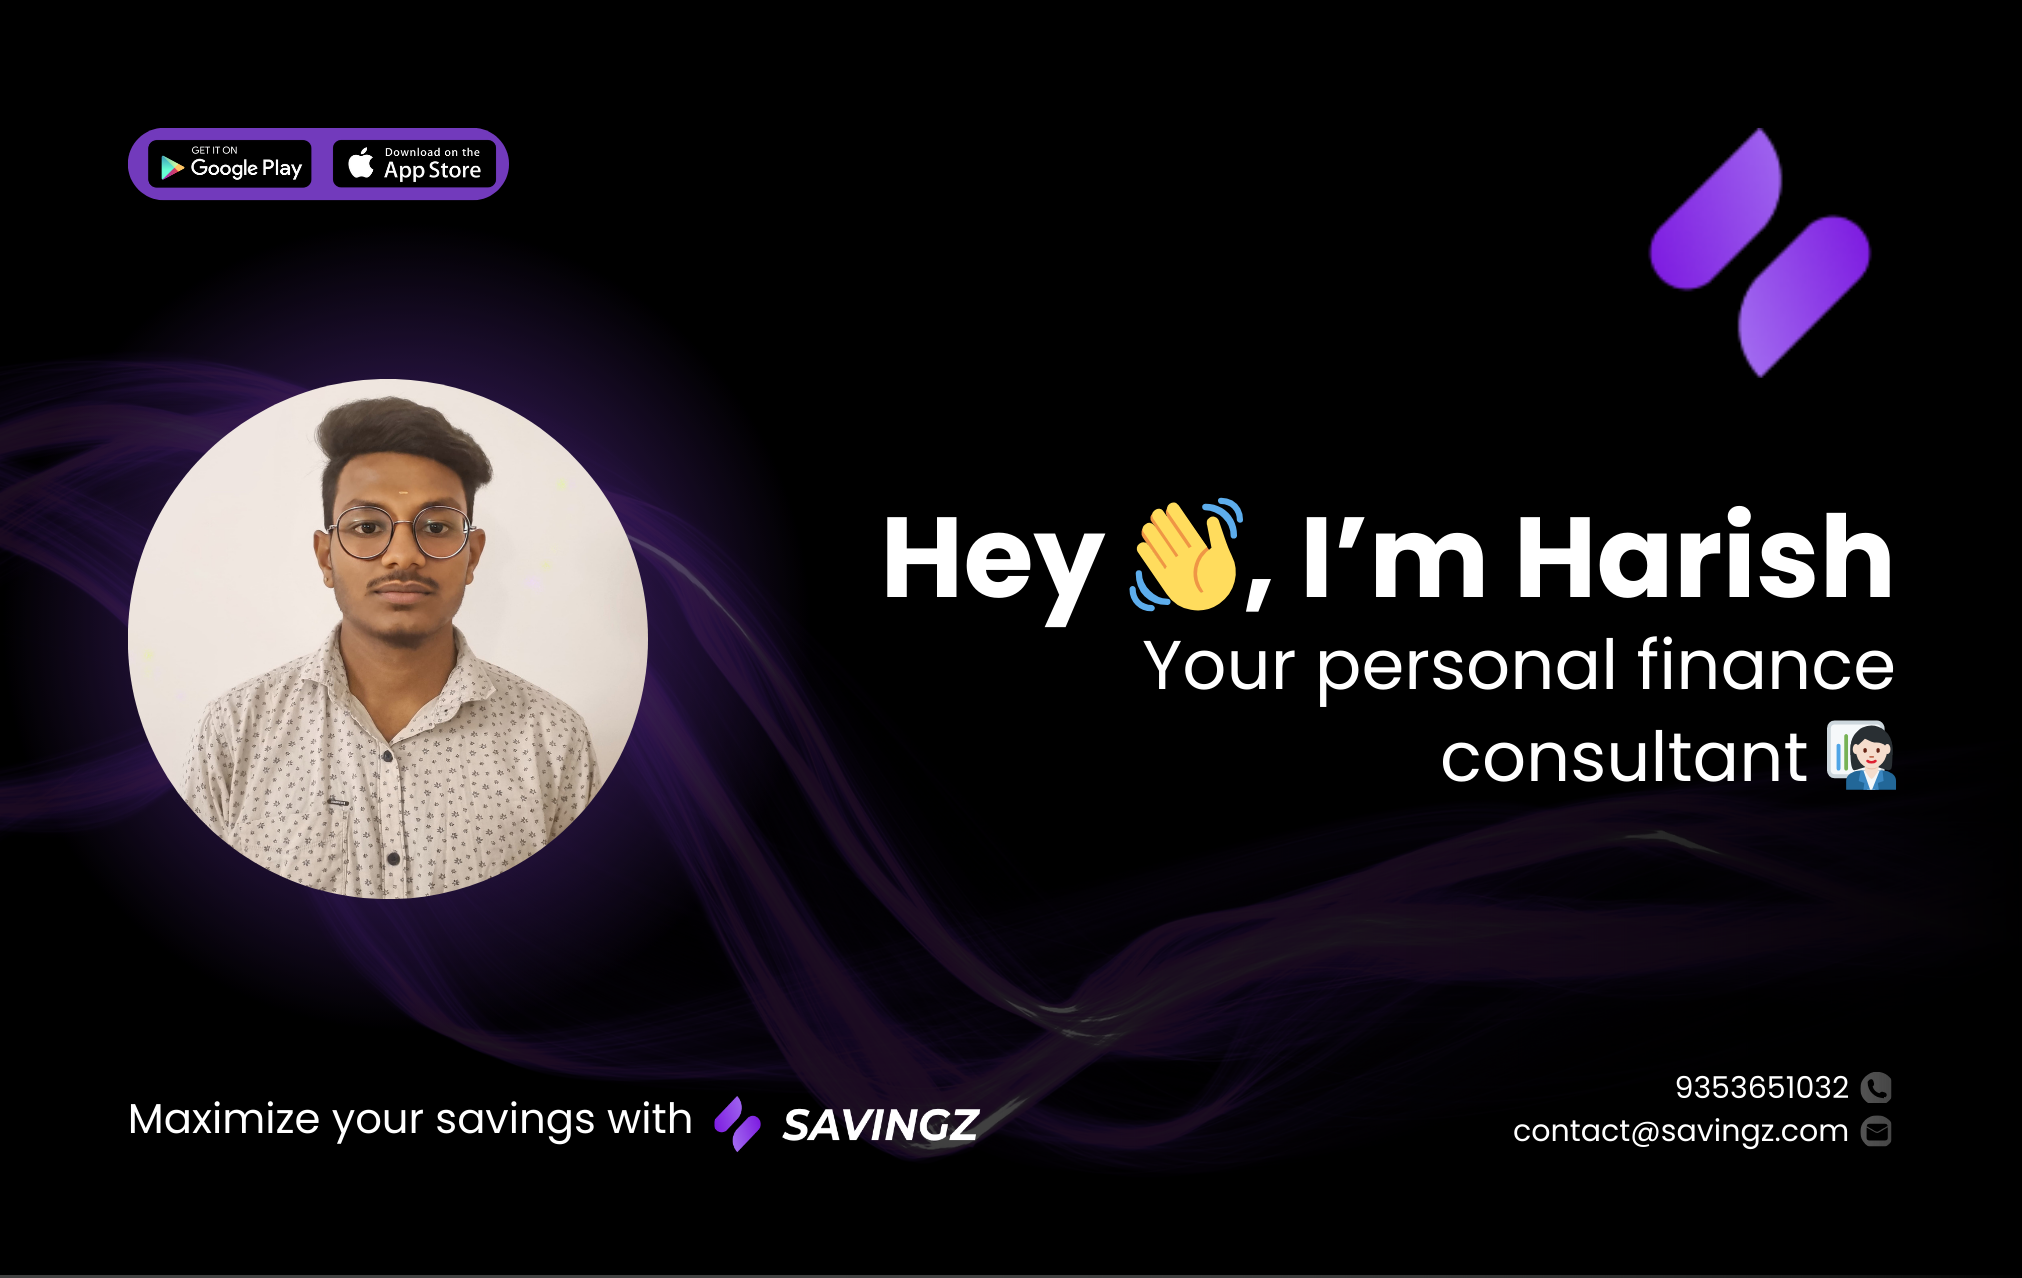 GET IT ON
Google Play
Download on the
App Store
Hey 👋, I’m Harish
Your personal finance
consultant
Maximize your savings with SAVINGZ
9353651032
contact@savingz.com